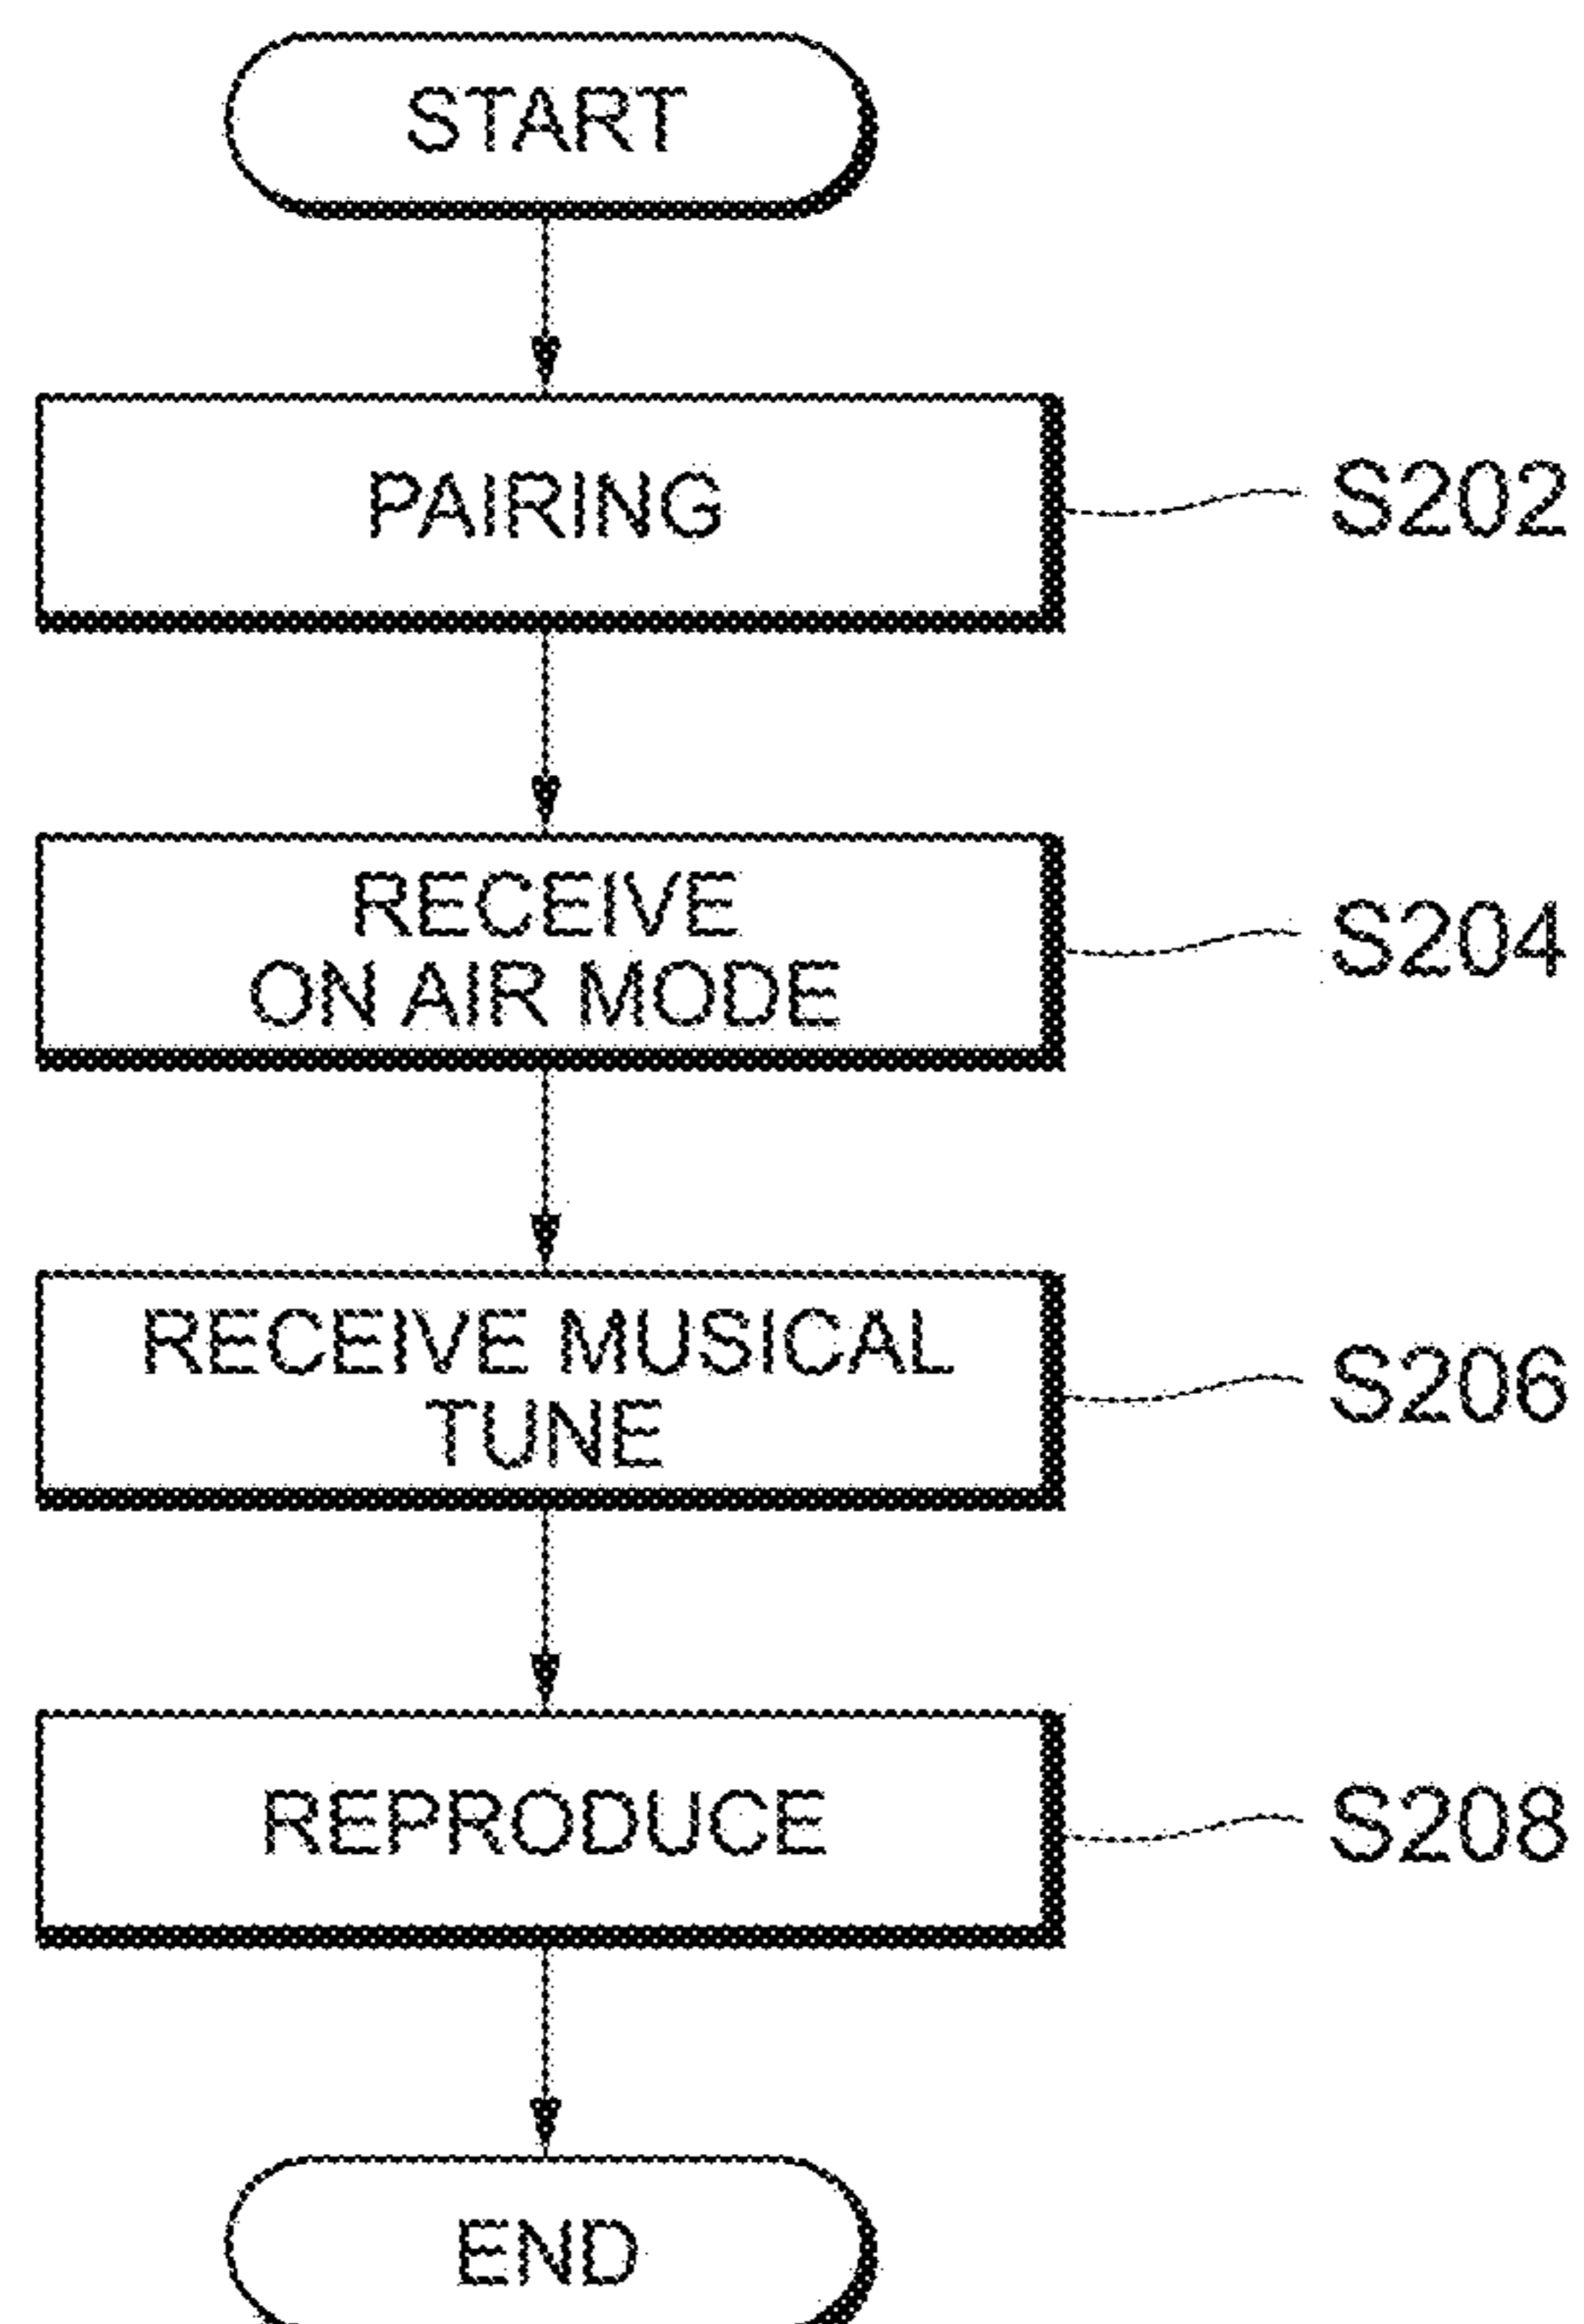 START
PAIRING
S202
RECEIVE
ON AIR MODE
S204
RECEIVE MUSICAL
TUNE
S206
REPRODUCE
S208
END